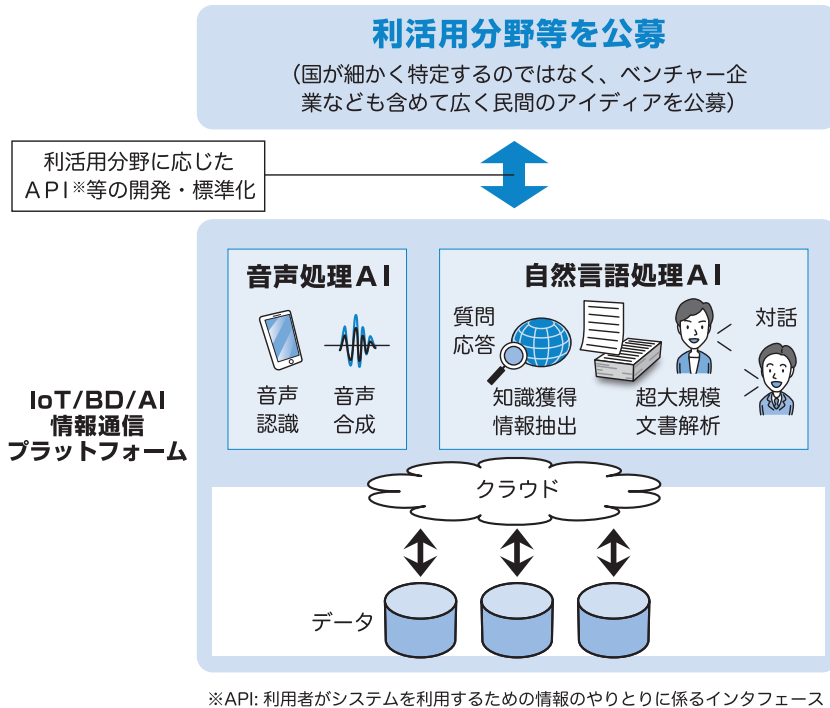 利活用分野等を公募
（国が細かく特定するのではなく、ベンチャー企
業なども含めて広く民間のアイディアを公募）
利活用分野に応じた
API※等の開発・標準化
IoT/BD/AI
情報通信
プラットフォーム
音声処理AI
音声
認識
音声
合成
自然言語処理AI
質問
応答
対話
知識獲得
情報抽出
超大規模
文書解析
クラウド
データ
※API: 利用者がシステムを利用するための情報のやりとりに係るインタフェース